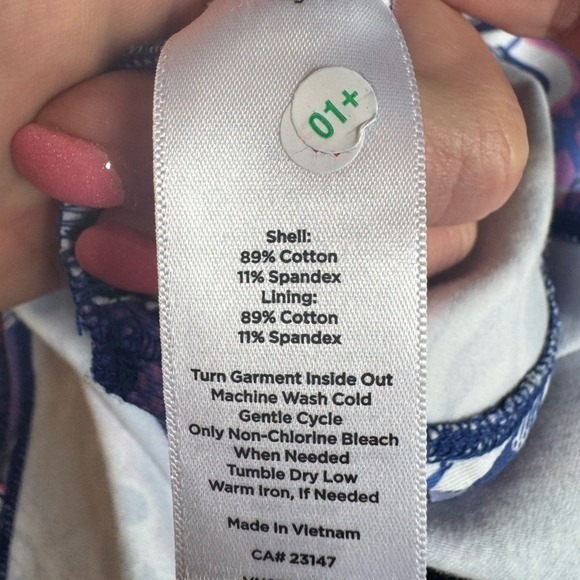 01+
Shell:
89% Cotton
11% Spandex
Lining:
89% Cotton
11% Spandex
Turn Garment Inside Out
Machine Wash Cold
Gentle Cycle
Only Non-Chlorine Bleach
When Needed
Tumble Dry Low
Warm Iron, If Needed
Made In Vietnam
CA# 23147